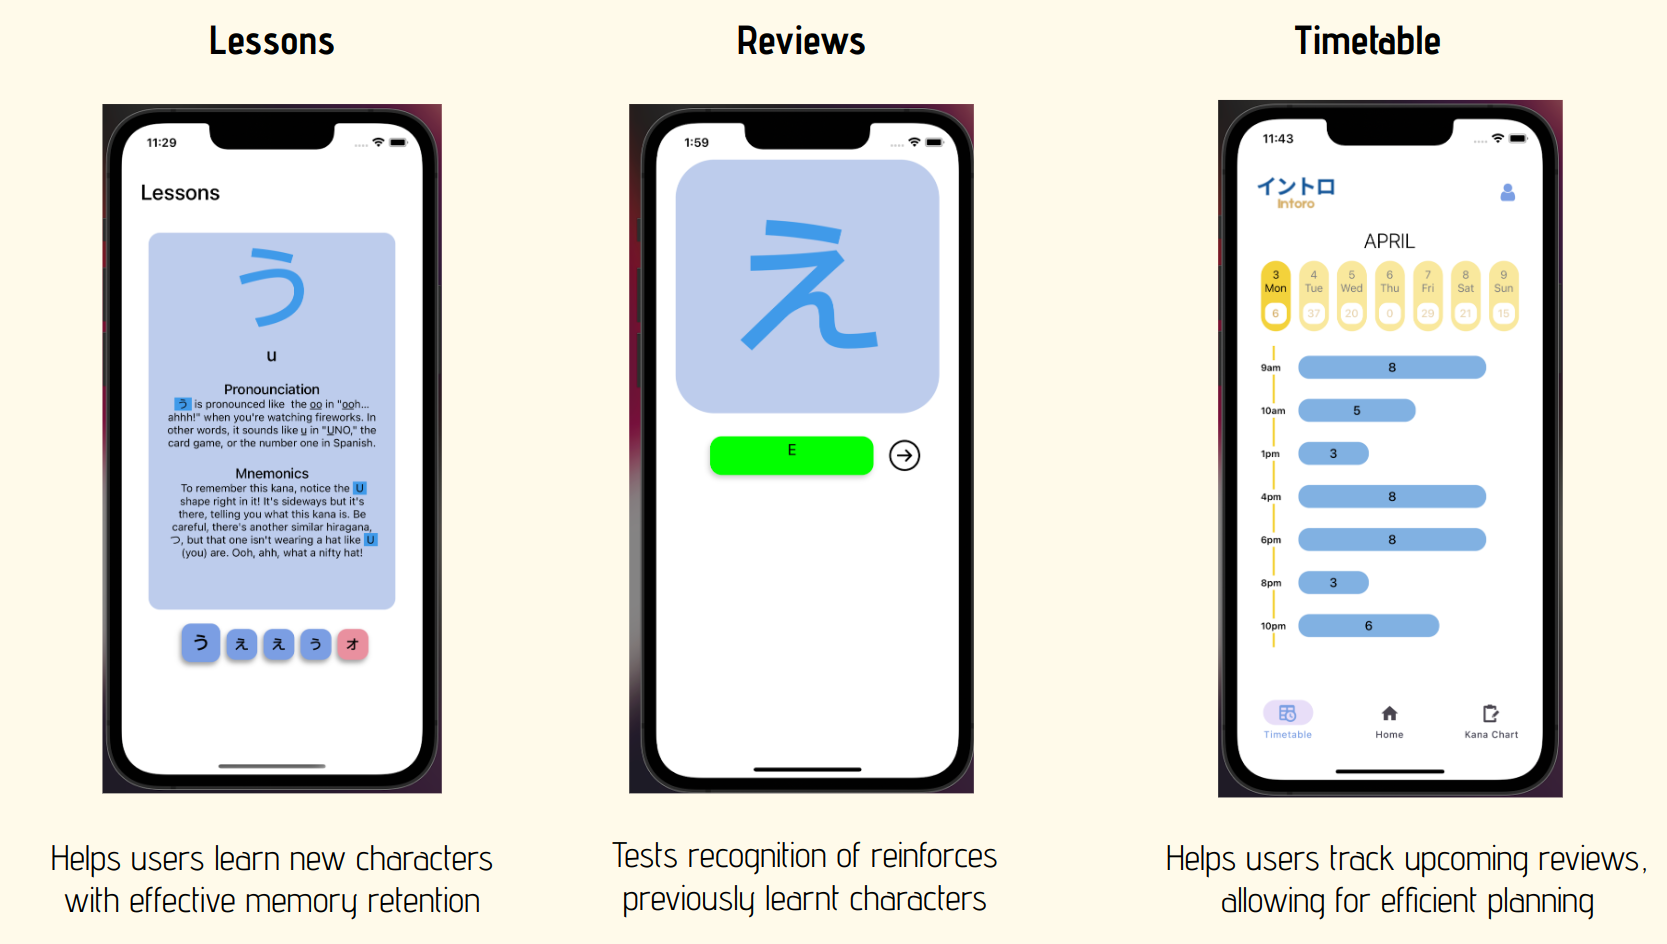 Lessons
Reviews
Timetable
11:29
Lessons
う
u
Pronounciation
う is pronounced like the oo in "ooh...
ahhh!" when you're watching fireworks. In
other words, it sounds like u in "UNO," the
card game, or the number one in Spanish.
Mnemonics
To remember this kana, notice the U
shape right in it! It's sideways but it's
there, telling you what this kana is. Be
careful, there's another similar hiragana,
つ, but that one isn't wearing a hat like U
(you) are. Ooh, ahh, what a nifty hat!
う え え う オ
Helps users learn new characters
with effective memory retention
1:59
え
E
Tests recognition of reinforces
previously learnt characters
11:43
イントロ
Intoro
APRIL
3 4 5 6 7 8 9
Mon Tue Wed Thu Fri Sat Sun
6 37 20 0 29 21 15
9am 8
10am 5
1pm 3
4pm 8
6pm 8
8pm 3
10pm 6
Timetable Home Kana Chart
Helps users track upcoming reviews,
allowing for efficient planning